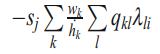 −s_j ∑_k w_k/h_k ∑_l q_{kl} λ_{li}